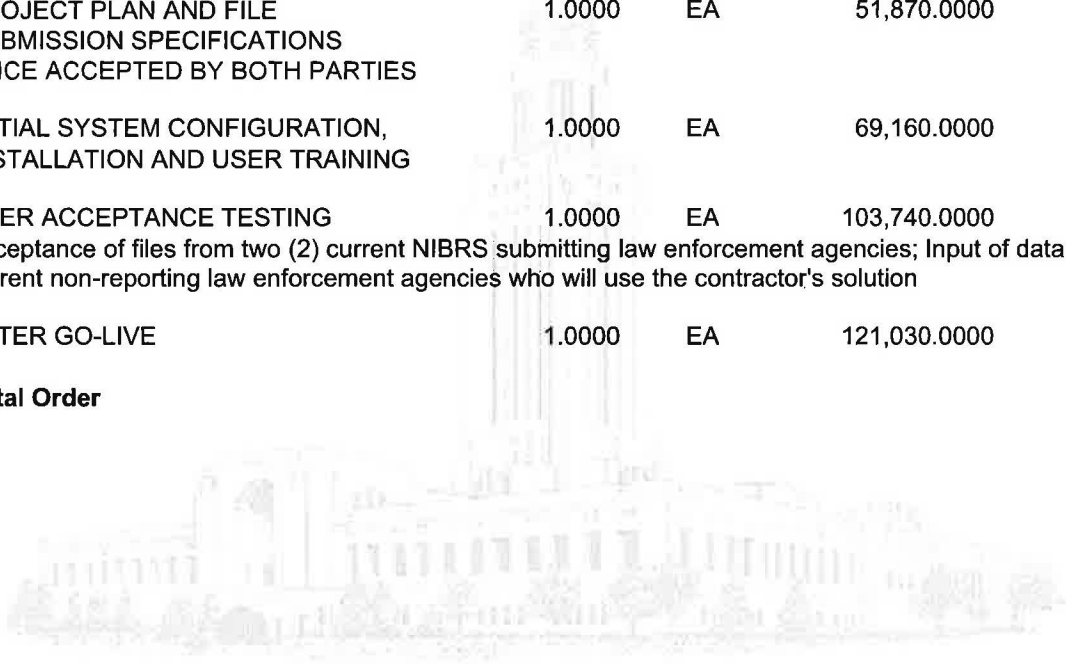 OJECT PLAN AND FILE 1.0000 EA 51,870.0000
BMISSION SPECIFICATIONS
ICE ACCEPTED BY BOTH PARTIES
TIAL SYSTEM CONFIGURATION, 1.0000 EA 69,160.0000
STALLATION AND USER TRAINING
ER ACCEPTANCE TESTING 1.0000 EA 103,740.0000
ceptance of files from two (2) current NIBRS submitting law enforcement agencies; Input of data
rent non-reporting law enforcement agencies who will use the contractor's solution
TER GO-LIVE 1.0000 EA 121,030.0000
tal Order